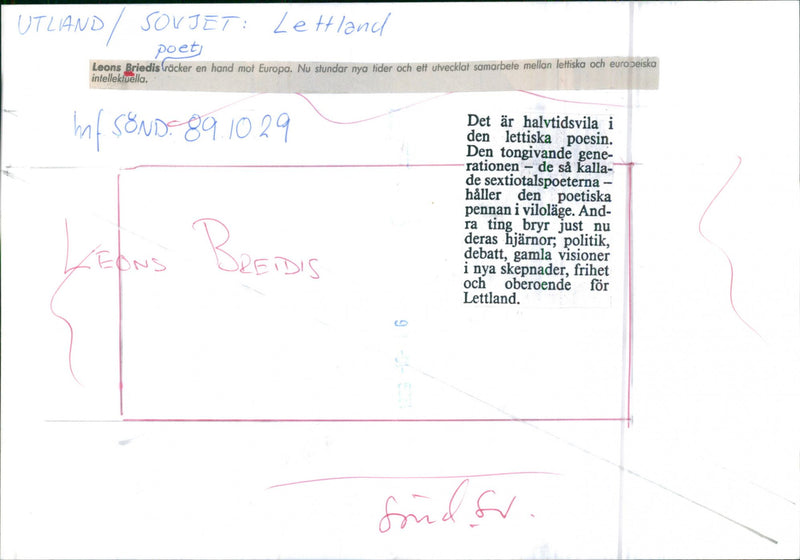 UTLAND / SOVJET: Lettland
poet
Leons Briedis räcker en hand mot Europa. Nu stundar nya tider och ett utvecklat samarbete mellan lettiska och europeiska
intellektuella.
inf SÖND. 89 10 29
Det är halvtidsvila i
den lettiska poesin.
Den tongivande gene-
rationen – de så kalla-
de sextiotalspoeterna –
håller den poetiska
pennan i viloläge. And-
ra ting bryr just nu
deras hjärnor; politik,
debatt, gamla visioner
i nya skepnader, frihet
och oberoende för
Lettland.
LEONS BREIDIS
Sönd. Sv.